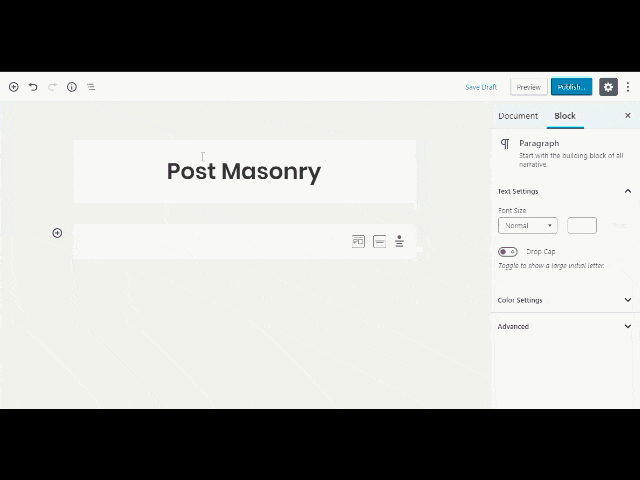 Save Draft
Preview
Publish...
Document
Block
Post Masonry
Paragraph
Start with the building block of all
narrative.
Text Settings
Font Size
Normal
Drop Cap
Toggle to show a large initial letter.
Color Settings
Advanced